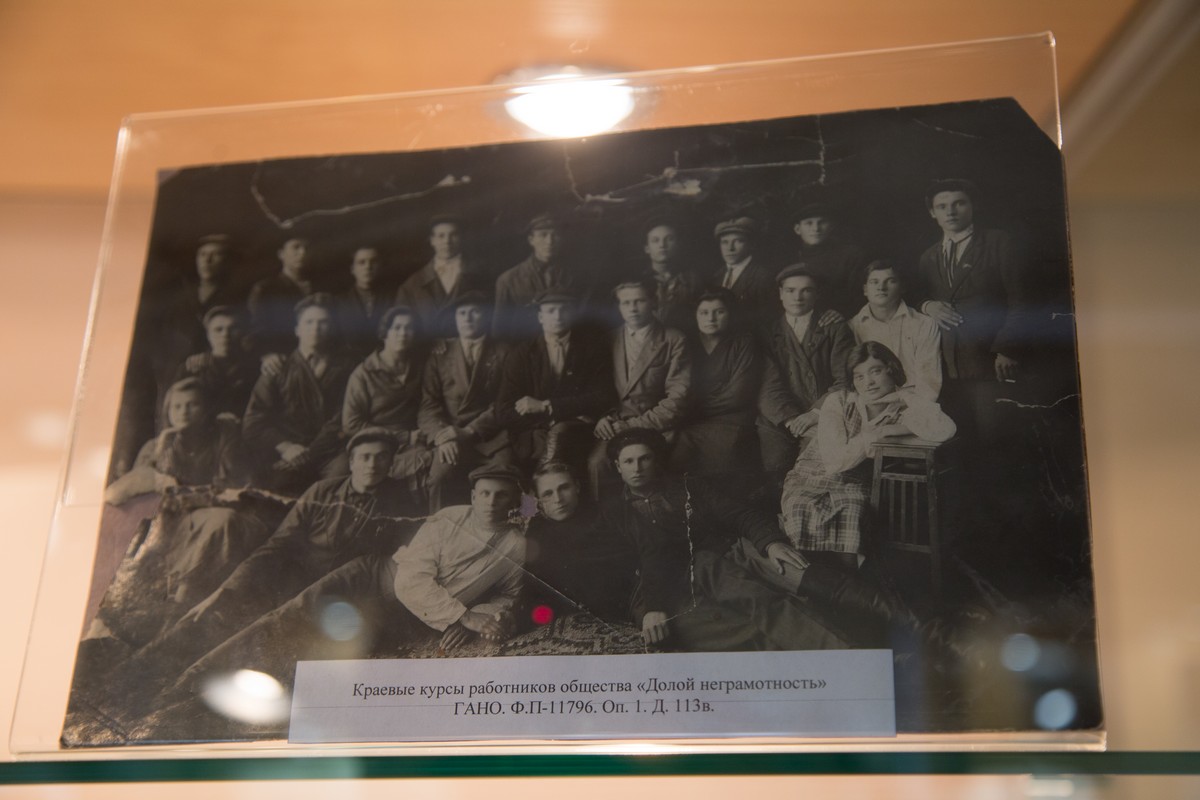 Краевые курсы работников общества «Долой неграмотность»
ГАНО. Ф.П-11796. Оп. 1. Д. 113в.